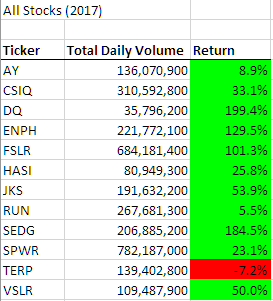 All Stocks (2017)
Ticker Total Daily Volume Return
AY 136,070,900 8.9%
CSIQ 310,592,800 33.1%
DQ 35,796,200 199.4%
ENPH 221,772,100 129.5%
FSLR 684,181,400 101.3%
HASI 80,949,300 25.8%
JKS 191,632,200 53.9%
RUN 267,681,300 5.5%
SEDG 206,885,200 184.5%
SPWR 782,187,000 23.1%
TERP 139,402,800 -7.2%
VSLR 109,487,900 50.0%